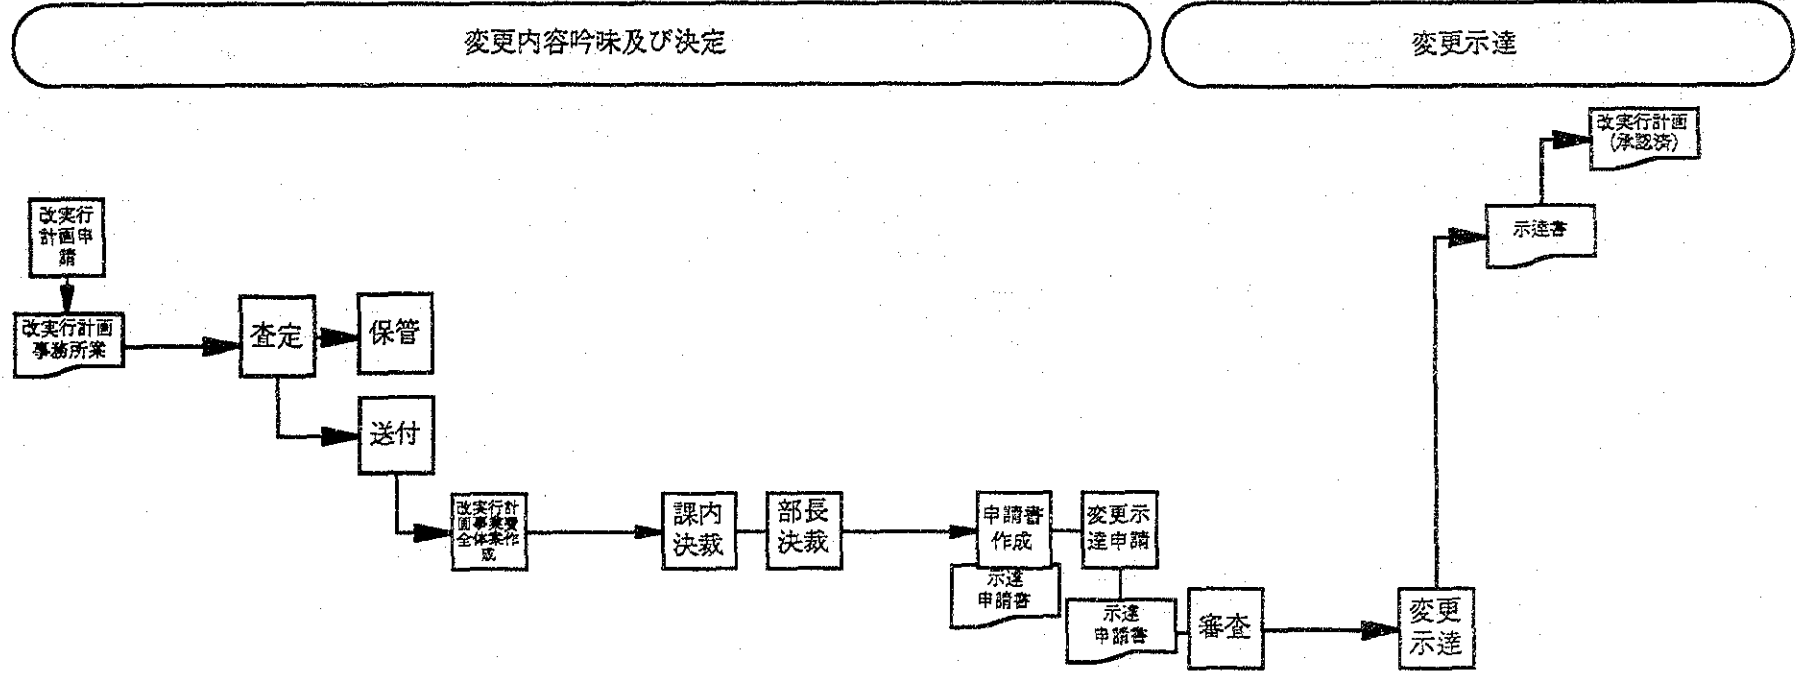 変更内容吟味及び決定
変更示達
改実行計画
(承認済)
示達書
改実行
計画申
請
改実行計画
事務所案
査定
保管
送付
改実行計
画事業費
全体案作
成
課内
決裁
部長
決裁
申請書
作成
変更示
達申請
示達
申請書
示達
申請書
審査
変更
示達